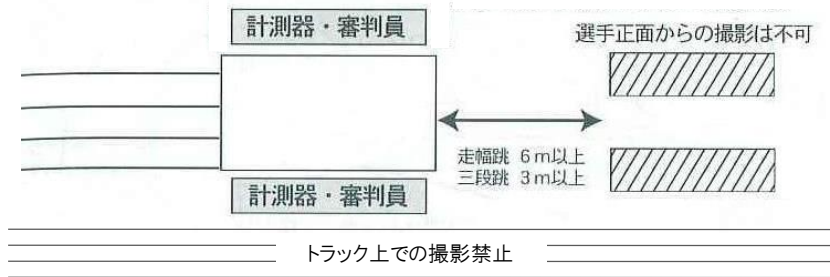 計測器・審判員
選手正面からの撮影は不可
走幅跳 6m以上
三段跳 3m以上
計測器・審判員
トラック上での撮影禁止